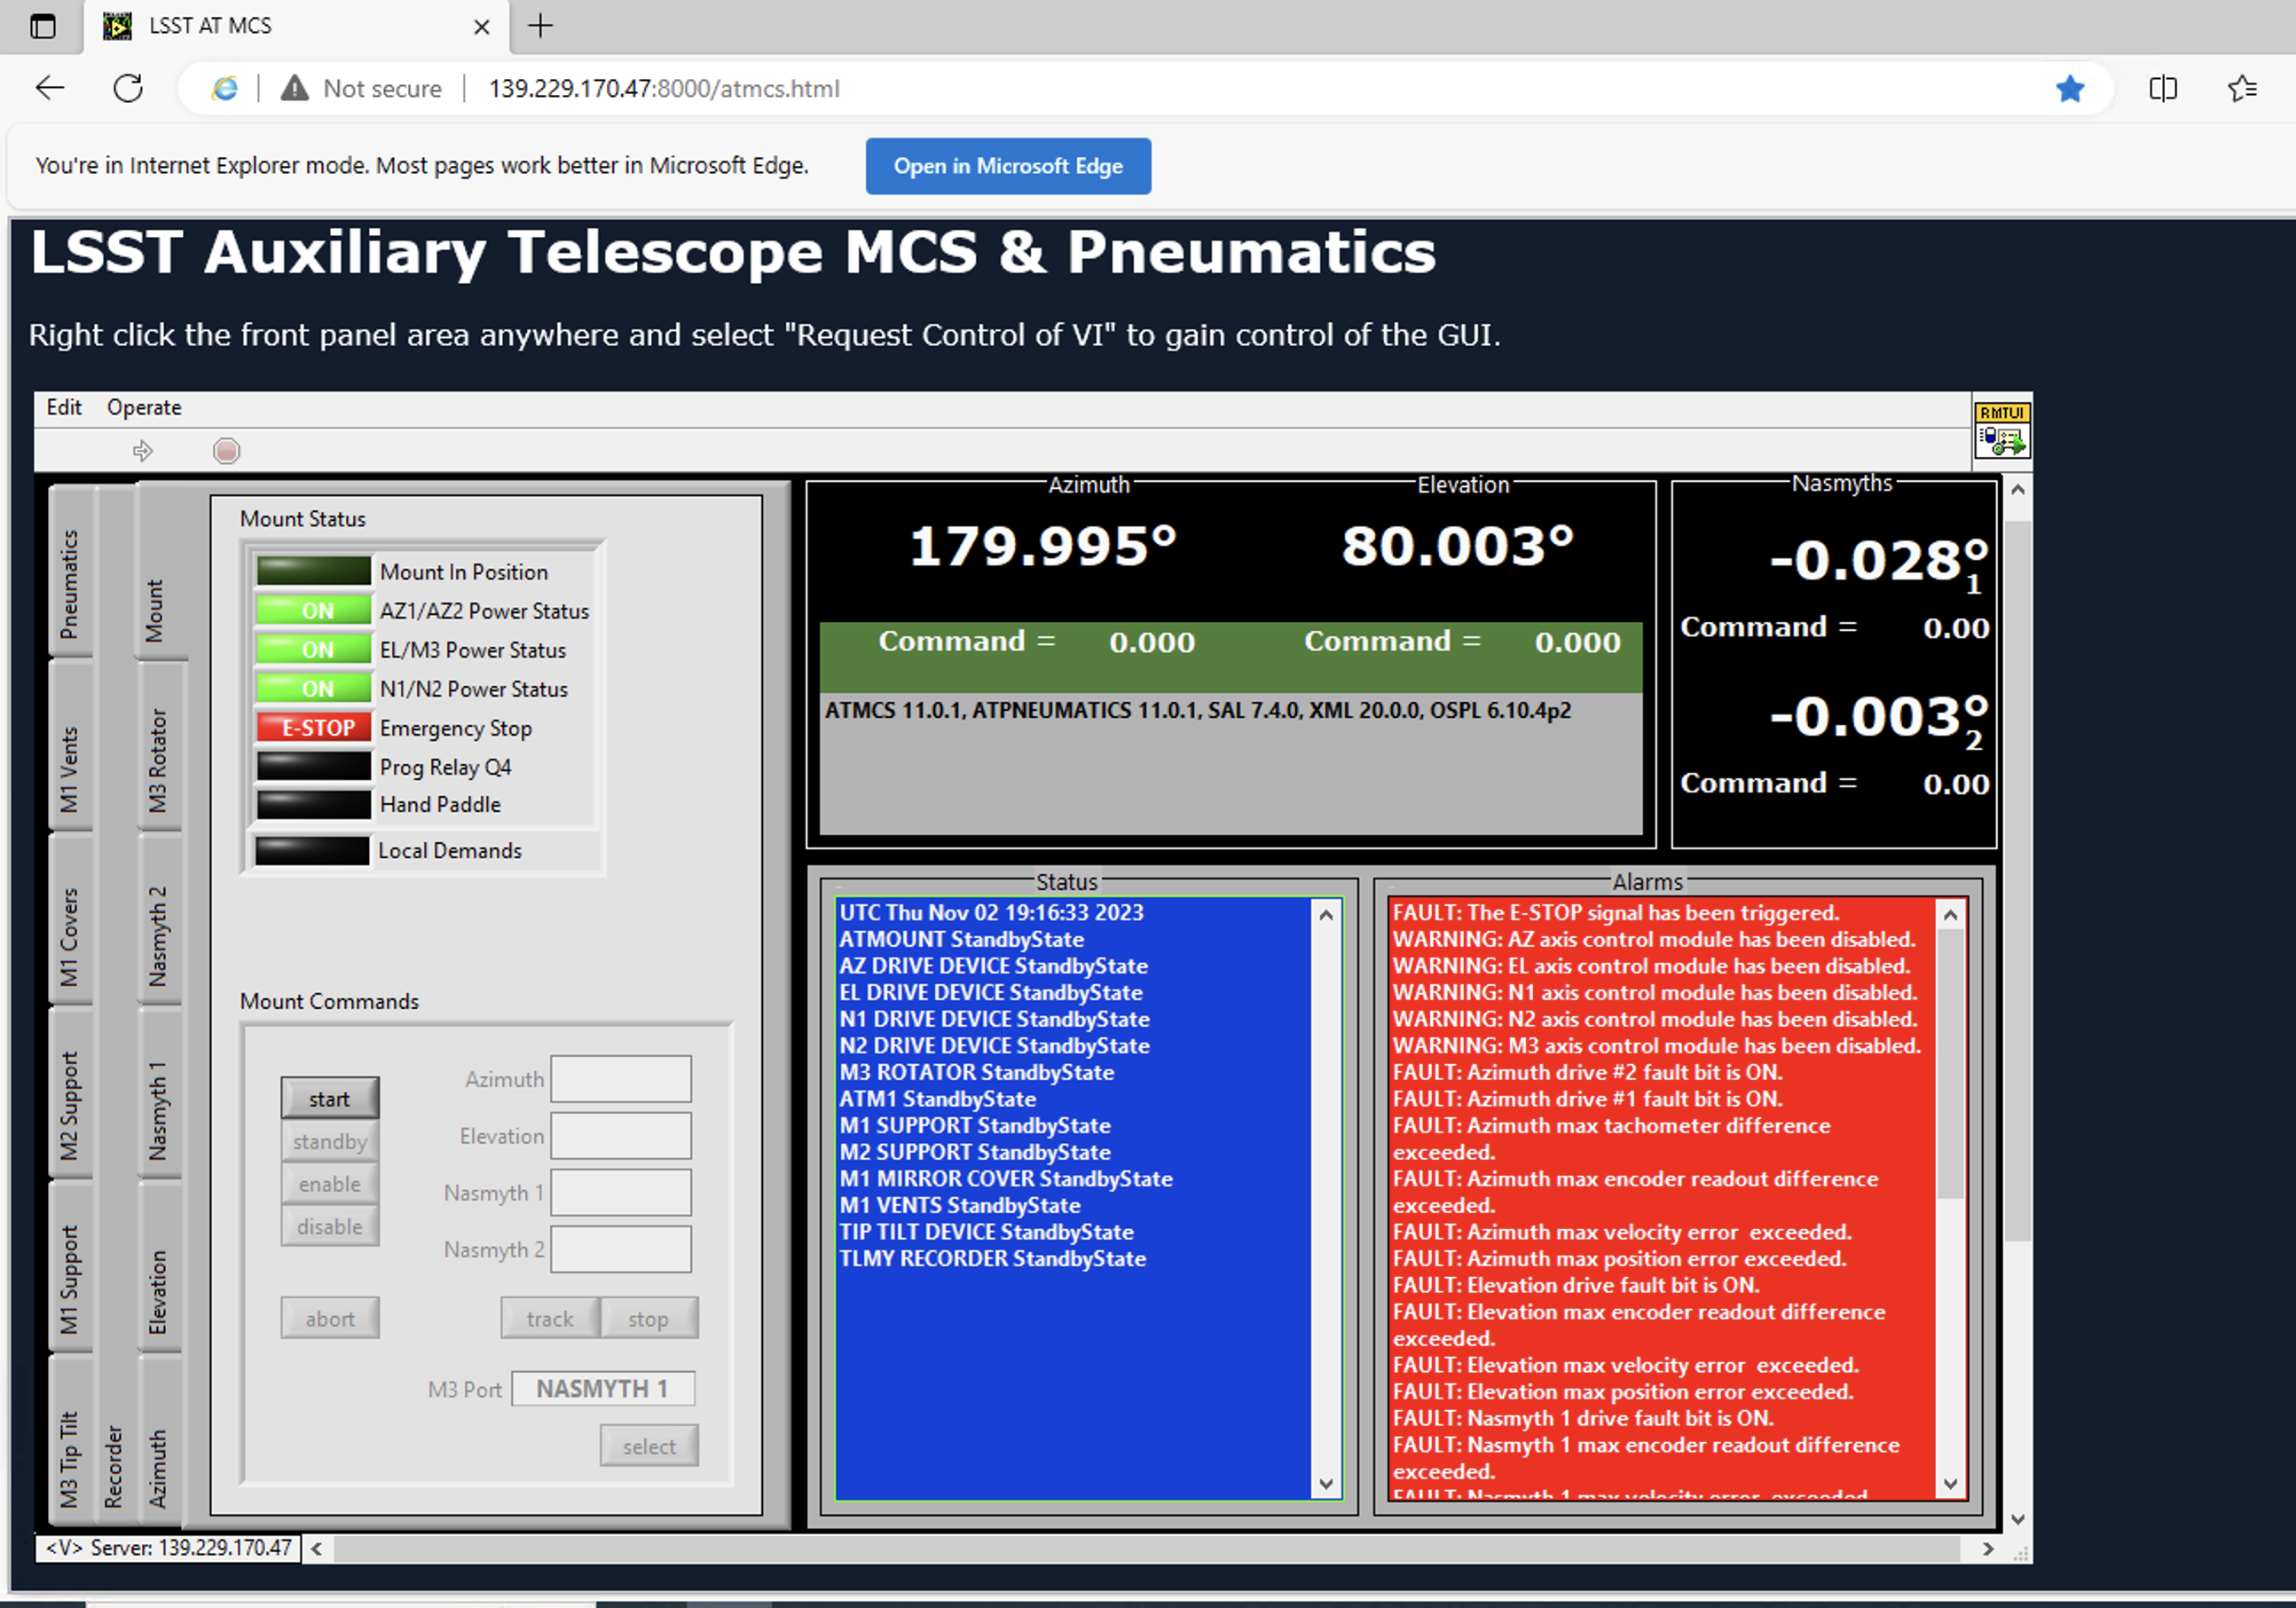 LSST AT MCS
Not secure
139.229.170.47:8000/atmcs.html
You're in Internet Explorer mode. Most pages work better in Microsoft Edge.
Open in Microsoft Edge
LSST Auxiliary Telescope MCS & Pneumatics
Right click the front panel area anywhere and select "Request Control of VI" to gain control of the GUI.
Edit Operate
RMTUI
Pneumatics
M1 Vents
M1 Covers
M2 Support
M1 Support
M3 Tip Tilt
Recorder
Mount
M3 Rotator
Nasmyth 2
Nasmyth 1
Elevation
Azimuth
Mount Status
Mount In Position
ON AZ1/AZ2 Power Status
ON EL/M3 Power Status
ON N1/N2 Power Status
E-STOP Emergency Stop
Prog Relay Q4
Hand Paddle
Local Demands
Mount Commands
start
standby
enable
disable
abort
Azimuth
Elevation
Nasmyth 1
Nasmyth 2
track stop
M3 Port NASMYTH 1
select
Azimuth Elevation
179.995° 80.003°
Command = 0.000 Command = 0.000
ATMCS 11.0.1, ATPNEUMATICS 11.0.1, SAL 7.4.0, XML 20.0.0, OSPL 6.10.4p2
Nasmyths
-0.028°
1
Command = 0.00
-0.003°
2
Command = 0.00
Status
UTC Thu Nov 02 19:16:33 2023
ATMOUNT StandbyState
AZ DRIVE DEVICE StandbyState
EL DRIVE DEVICE StandbyState
N1 DRIVE DEVICE StandbyState
N2 DRIVE DEVICE StandbyState
M3 ROTATOR StandbyState
ATM1 StandbyState
M1 SUPPORT StandbyState
M2 SUPPORT StandbyState
M1 MIRROR COVER StandbyState
M1 VENTS StandbyState
TIP TILT DEVICE StandbyState
TLMY RECORDER StandbyState
Alarms
FAULT: The E-STOP signal has been triggered.
WARNING: AZ axis control module has been disabled.
WARNING: EL axis control module has been disabled.
WARNING: N1 axis control module has been disabled.
WARNING: N2 axis control module has been disabled.
WARNING: M3 axis control module has been disabled.
FAULT: Azimuth drive #2 fault bit is ON.
FAULT: Azimuth drive #1 fault bit is ON.
FAULT: Azimuth max tachometer difference
exceeded.
FAULT: Azimuth max encoder readout difference
exceeded.
FAULT: Azimuth max velocity error exceeded.
FAULT: Azimuth max position error exceeded.
FAULT: Elevation drive fault bit is ON.
FAULT: Elevation max encoder readout difference
exceeded.
FAULT: Elevation max velocity error exceeded.
FAULT: Elevation max position error exceeded.
FAULT: Nasmyth 1 drive fault bit is ON.
FAULT: Nasmyth 1 max encoder readout difference
exceeded.
FAULT: Nasmyth 1 max velocity error exceeded
<V> Server: 139.229.170.47